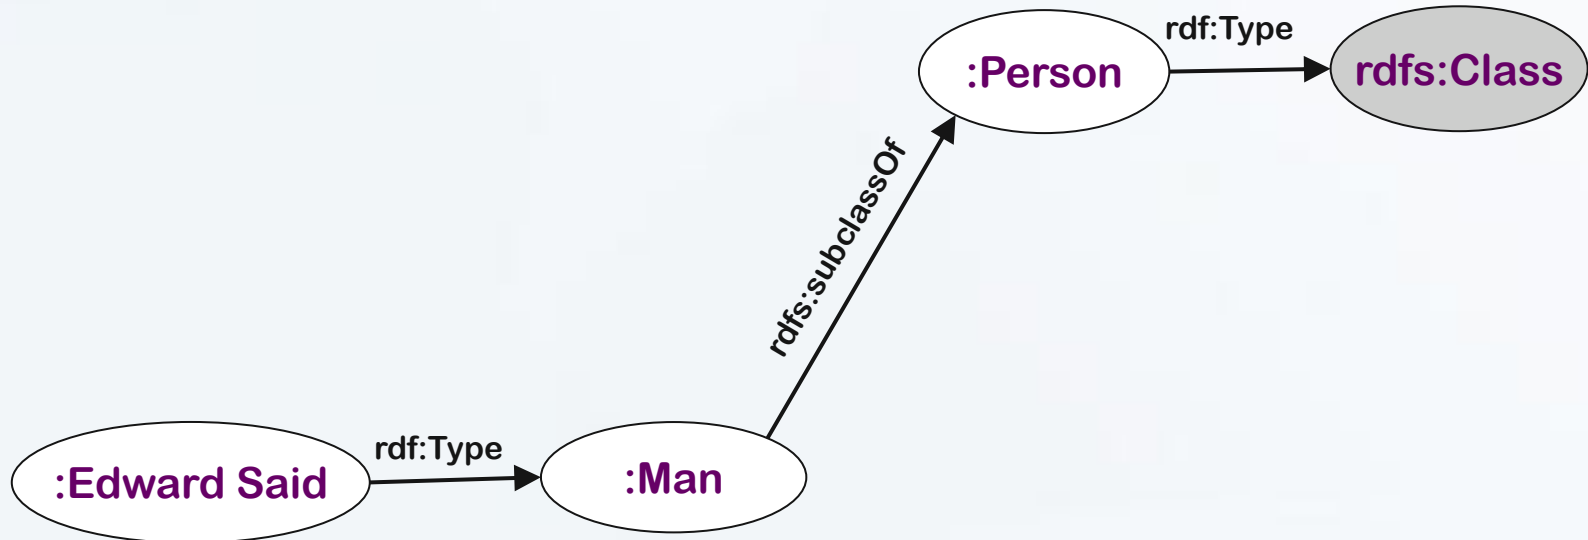 rdf:Type
:Person
rdfs:Class
rdfs:subclassOf
rdf:Type
:Edward Said
:Man